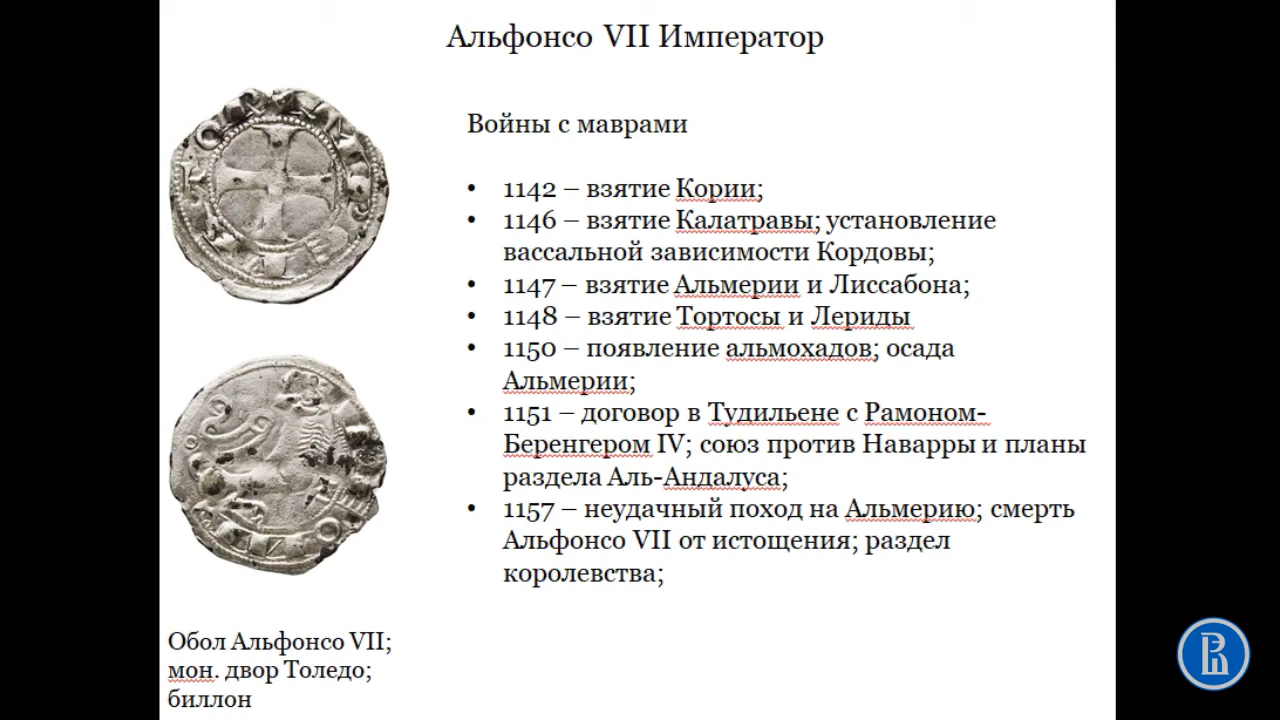 Альфонсо VII Император
Войны с маврами
• 1142 – взятие Кории;
• 1146 – взятие Калатравы; установление
вассальной зависимости Кордовы;
• 1147 – взятие Альмерии и Лиссабона;
• 1148 – взятие Тортосы и Лериды
• 1150 – появление альмохадов; осада
Альмерии;
• 1151 – договор в Тудильене с Рамоном-
Беренгером IV; союз против Наварры и планы
раздела Аль-Андалуса;
• 1157 – неудачный поход на Альмерию; смерть
Альфонсо VII от истощения; раздел
королевства;
Обол Альфонсо VII;
мон. двор Толедо;
биллон